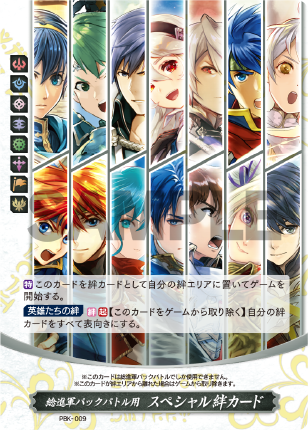 SAMPLE
特 このカードを絆カードとして自分の絆エリアに置いてゲームを
開始する。
英雄たちの絆 絆 起 【このカードをゲームから取り除く】自分の絆
カードをすべて表向きにする。
※このカードは総進軍パックバトルでしか使用できません。
※このカードが絆エリアから離れた場合はゲームから取り除きます。
総進軍パックバトル用 スペシャル絆カード
PBK-009